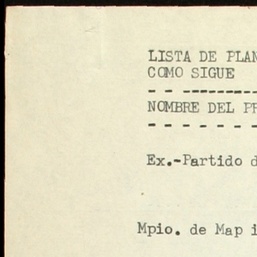 LISTA DE PLAN
COMO SIGUE
NOMBRE DEL PR
Ex.-Partido d
Mpio. de Map i